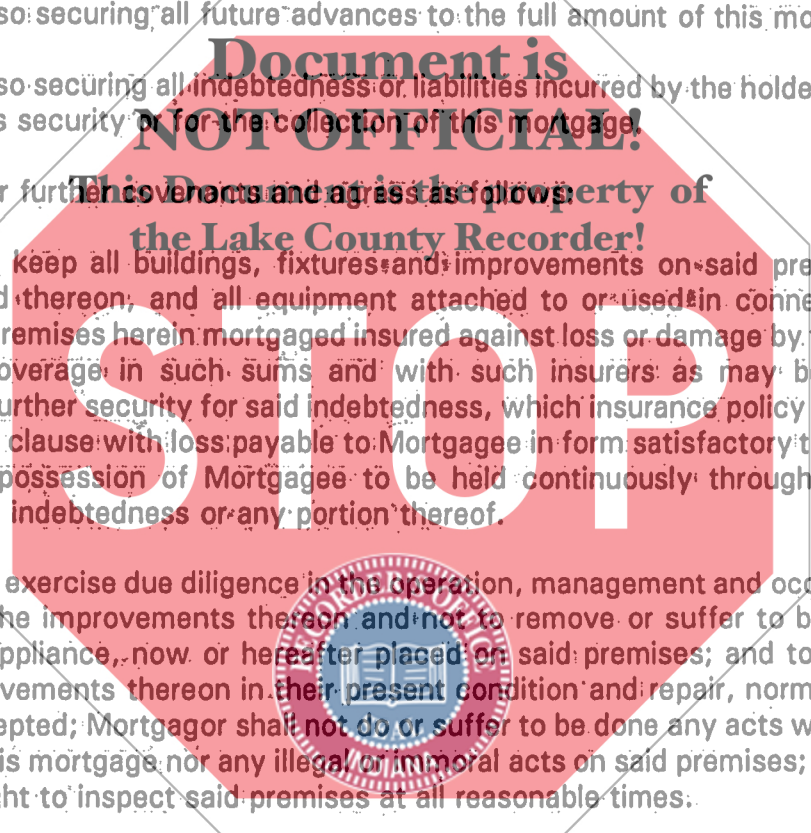 so securing all future advances to the full amount of this mo
Document is
so securing all indebtedness or liabilities incurred by the holde
s security or for the collection of this mortgage.
NOT OFFICIAL!
r further covenants and agrees as follows:
This Document is the property of
the Lake County Recorder!
keep all buildings, fixtures and improvements on said pre
d thereon, and all equipment attached to or used in conne
remises herein mortgaged insured against loss or damage by
overage in such sums and with such insurers as may b
urther security for said indebtedness, which insurance policy
clause with loss payable to Mortgagee in form satisfactory t
possession of Mortgagee to be held continuously through
indebtedness or any portion thereof.
STOP
exercise due diligence in the operation, management and occ
he improvements thereon and not to remove or suffer to b
ppliance, now or hereafter placed on said premises; and to
vements thereon in their present condition and repair, norm
epted; Mortgagor shall not do or suffer to be done any acts w
is mortgage nor any illegal or immoral acts on said premises;
ht to inspect said premises at all reasonable times.
RECORDER'S OFFICE
INDIANA